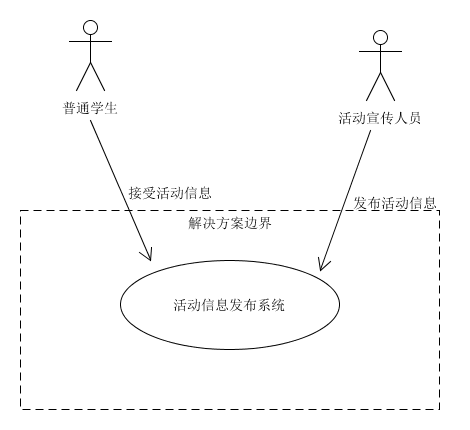 普通学生
活动宣传人员
接受活动信息
发布活动信息
解决方案边界
活动信息发布系统